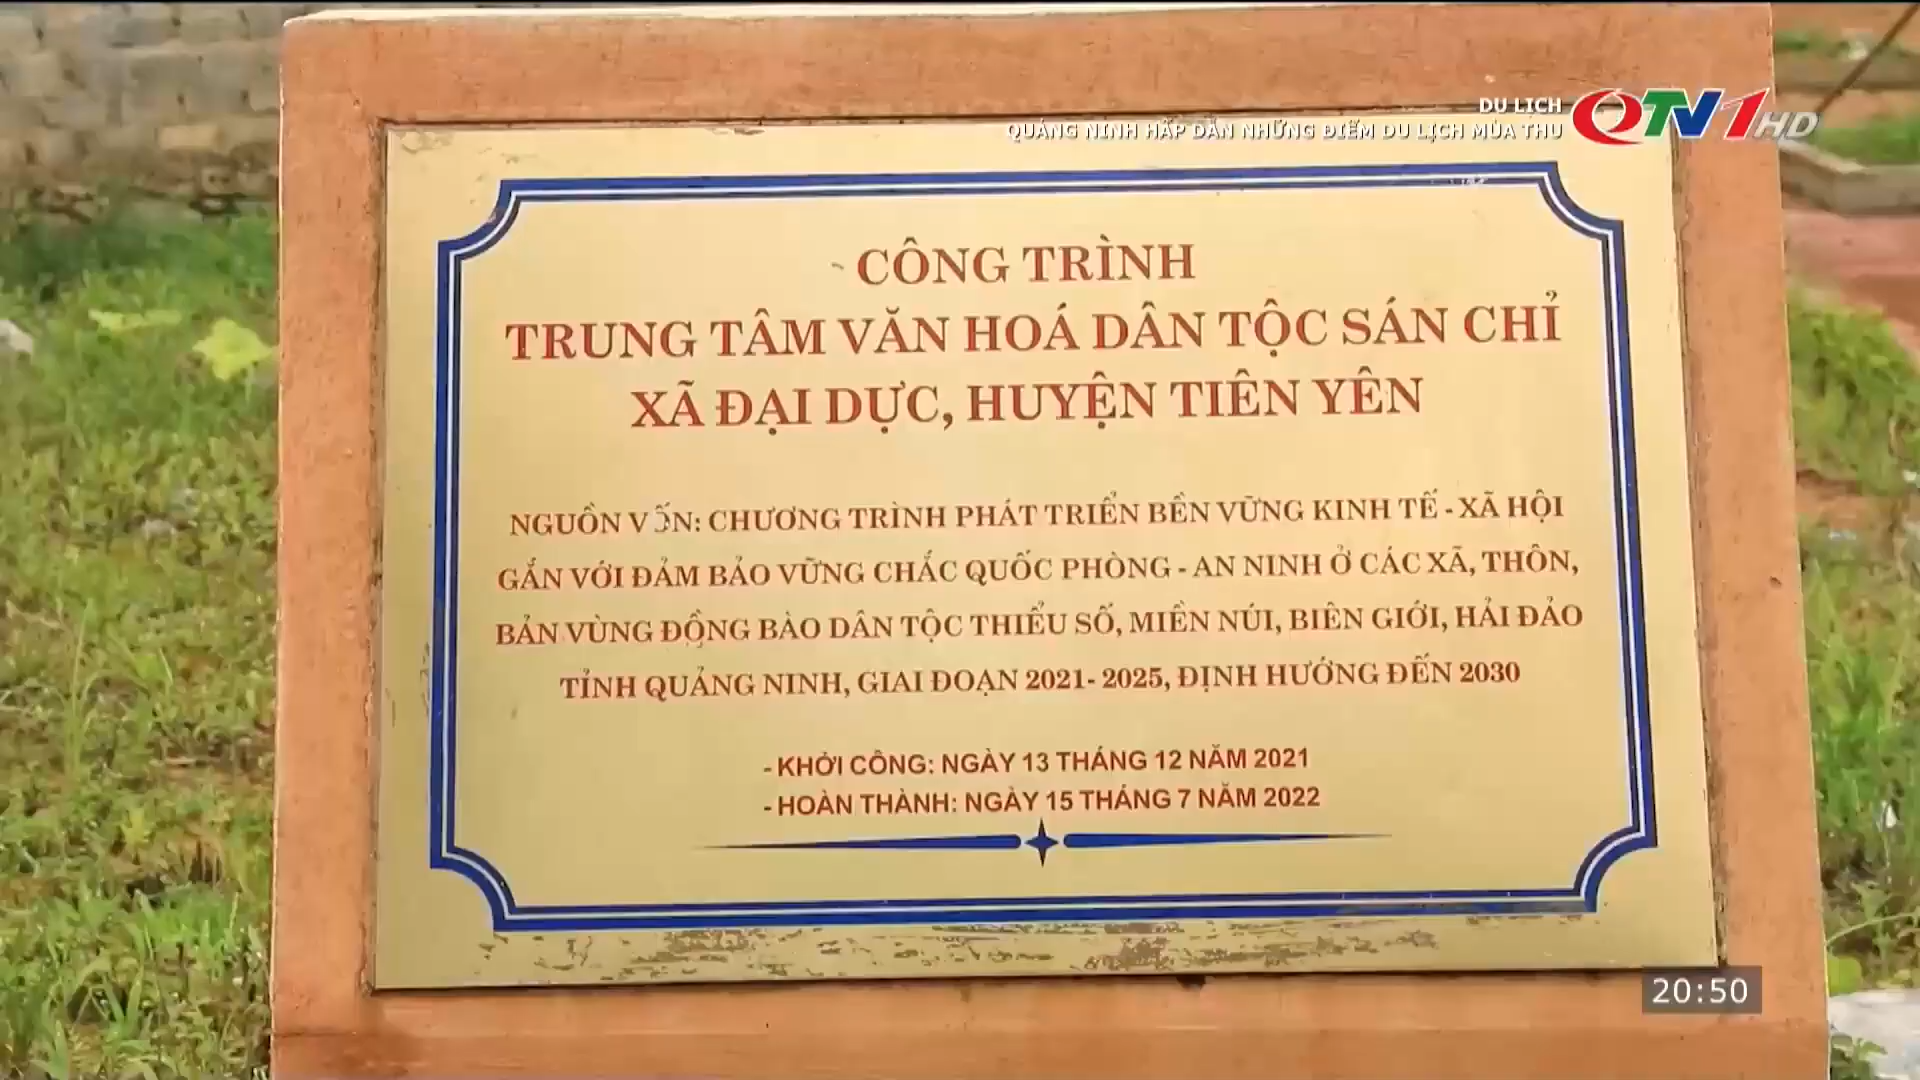 DU LỊCH
QUẢNG NINH HẤP DẪN NHỮNG ĐIỂM DU LỊCH MÙA THU
QTV1HD
CÔNG TRÌNH
TRUNG TÂM VĂN HOÁ DÂN TỘC SÁN CHỈ
XÃ ĐẠI DỰC, HUYỆN TIÊN YÊN
NGUỒN VỐN: CHƯƠNG TRÌNH PHÁT TRIỂN BỀN VỮNG KINH TẾ - XÃ HỘI
GẮN VỚI ĐẢM BẢO VỮNG CHẮC QUỐC PHÒNG - AN NINH Ở CÁC XÃ, THÔN,
BẢN VÙNG ĐỒNG BÀO DÂN TỘC THIỂU SỐ, MIỀN NÚI, BIÊN GIỚI, HẢI ĐẢO
TỈNH QUẢNG NINH, GIAI ĐOẠN 2021- 2025, ĐỊNH HƯỚNG ĐẾN 2030
- KHỞI CÔNG: NGÀY 13 THÁNG 12 NĂM 2021
- HOÀN THÀNH: NGÀY 15 THÁNG 7 NĂM 2022
20:50